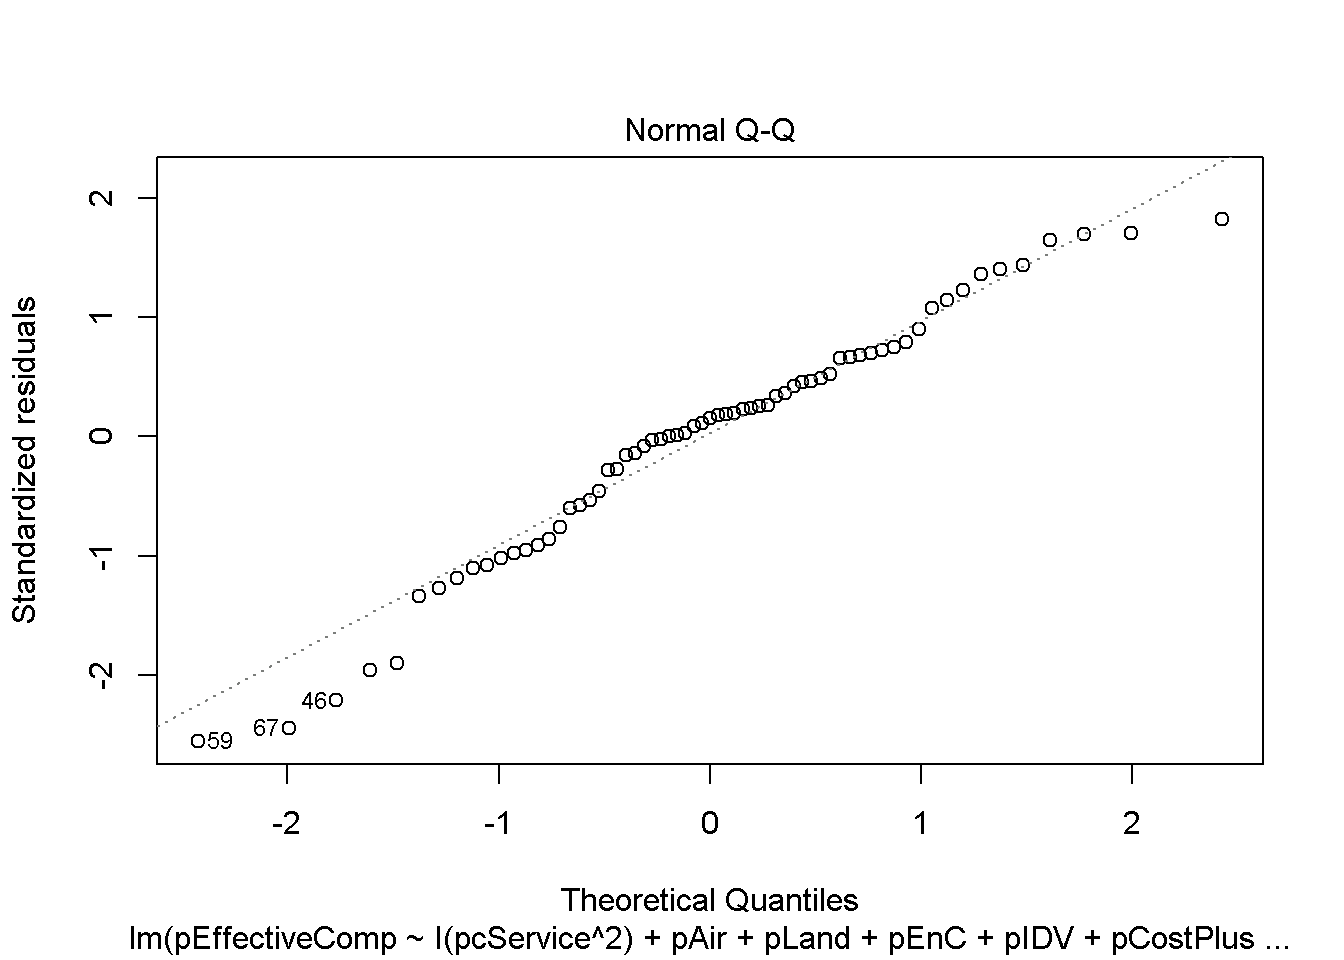 Normal Q-Q
Standardized residuals
2
1
0
-1
-2
46
67
59
-2 -1 0 1 2
Theoretical Quantiles
lm(pEffectiveComp ~ I(pcService^2) + pAir + pLand + pEnC + pIDV + pCostPlus ...